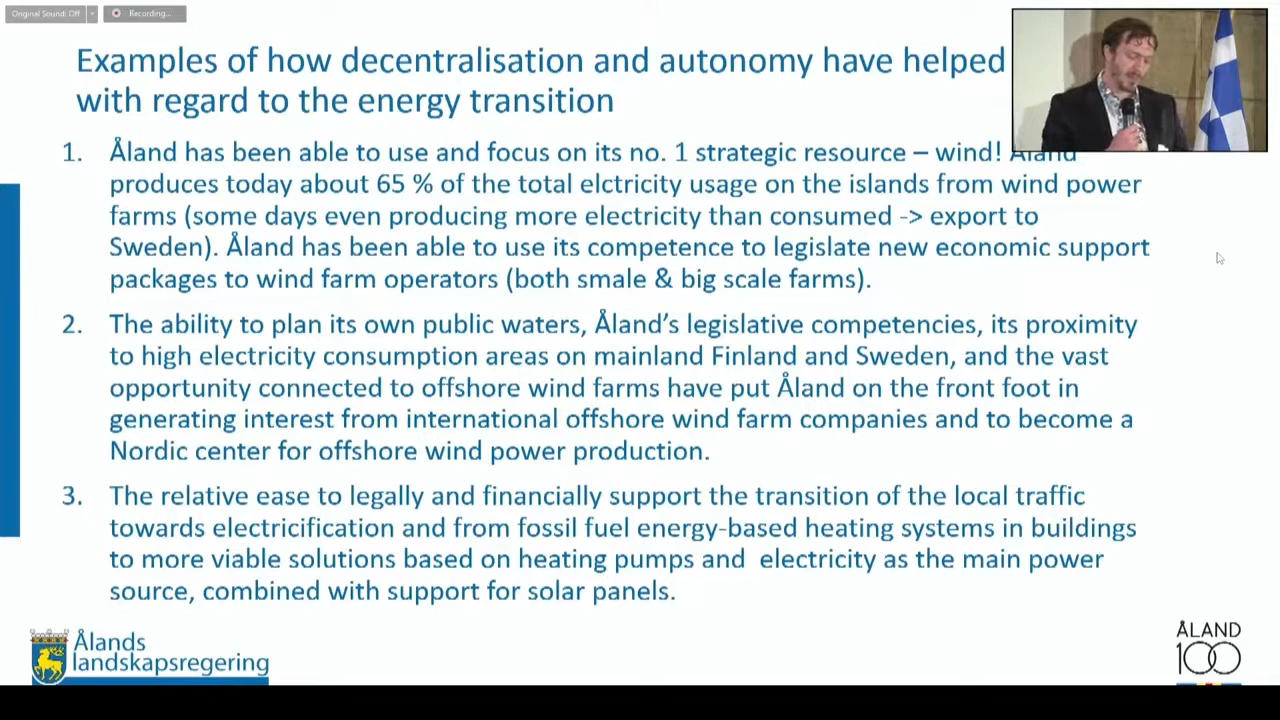 Original Sound: Off
Recording...
Examples of how decentralisation and autonomy have helped
with regard to the energy transition
1. Åland has been able to use and focus on its no. 1 strategic resource – wind! Åland
produces today about 65 % of the total elctricity usage on the islands from wind power
farms (some days even producing more electricity than consumed -> export to
Sweden). Åland has been able to use its competence to legislate new economic support
packages to wind farm operators (both smale & big scale farms).
2. The ability to plan its own public waters, Åland's legislative competencies, its proximity
to high electricity consumption areas on mainland Finland and Sweden, and the vast
opportunity connected to offshore wind farms have put Åland on the front foot in
generating interest from international offshore wind farm companies and to become a
Nordic center for offshore wind power production.
3. The relative ease to legally and financially support the transition of the local traffic
towards electricification and from fossil fuel energy-based heating systems in buildings
to more viable solutions based on heating pumps and  electricity as the main power
source, combined with support for solar panels.
Ålands
landskapsregering
ÅLAND
100